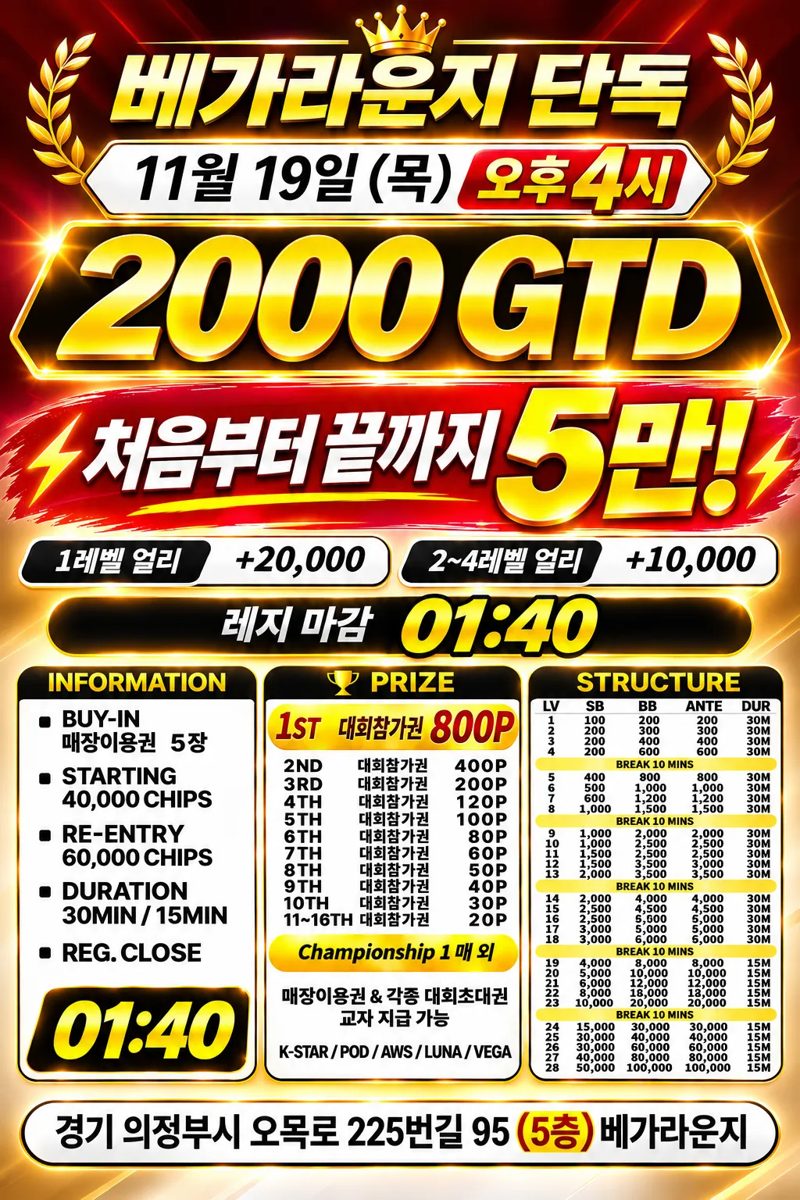 베가라운지 단독
11월 19일 (목) 오후 4시
2000 GTD
처음부터 끝까지 5만!
1레벨 얼리 +20,000
2~4레벨 얼리 +10,000
레지 마감 01:40
INFORMATION
BUY-IN
매장이용권 5장
STARTING
40,000 CHIPS
RE-ENTRY
60,000 CHIPS
DURATION
30MIN / 15MIN
REG. CLOSE
01:40
PRIZE
1ST 대회참가권 800P
2ND 대회참가권 400P
3RD 대회참가권 200P
4TH 대회참가권 120P
5TH 대회참가권 100P
6TH 대회참가권 80P
7TH 대회참가권 60P
8TH 대회참가권 50P
9TH 대회참가권 40P
10TH 대회참가권 30P
11~16TH 대회참가권 20P
Championship 1 매 외
매장이용권 & 각종 대회초대권
교자 지급 가능
K-STAR / POD / AWS / LUNA / VEGA
STRUCTURE
LV SB BB ANTE DUR
1 100 200 200 30M
2 200 300 300 30M
3 200 400 400 30M
4 200 600 600 30M
BREAK 10 MINS
5 400 800 800 30M
6 500 1,000 1,000 30M
7 600 1,200 1,200 30M
8 1,000 1,500 1,500 30M
BREAK 10 MINS
9 1,000 2,000 2,000 30M
10 1,000 2,500 2,500 30M
11 1,500 2,500 2,500 30M
12 1,500 3,500 3,000 30M
13 2,000 3,500 3,500 30M
BREAK 10 MINS
14 2,000 4,000 4,000 30M
15 2,500 4,500 4,500 30M
16 2,500 5,000 5,000 30M
17 3,000 5,000 5,000 30M
18 3,000 6,000 6,000 30M
BREAK 10 MINS
19 4,000 8,000 8,000 15M
20 5,000 10,000 10,000 15M
21 6,000 12,000 12,000 15M
22 8,000 18,000 18,000 15M
23 10,000 20,000 20,000 15M
BREAK 10 MINS
24 15,000 30,000 30,000 15M
25 30,000 40,000 40,000 15M
26 30,000 60,000 60,000 15M
27 40,000 80,000 80,000 15M
28 50,000 100,000 100,000 15M
경기 의정부시 오목로 225번길 95 (5층) 베가라운지